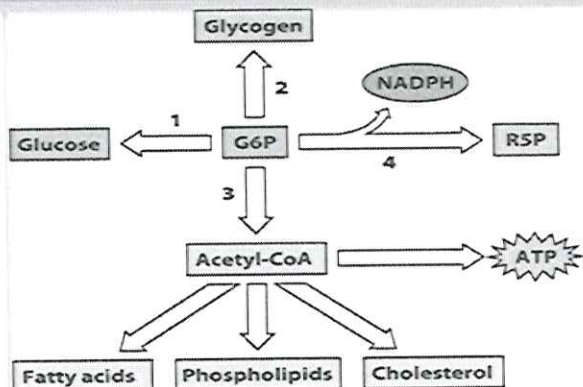 Glycogen
2
NADPH
1
Glucose
G6P
R5P
4
3
Acetyl-CoA
ATP
Fatty acids
Phospholipids
Cholesterol